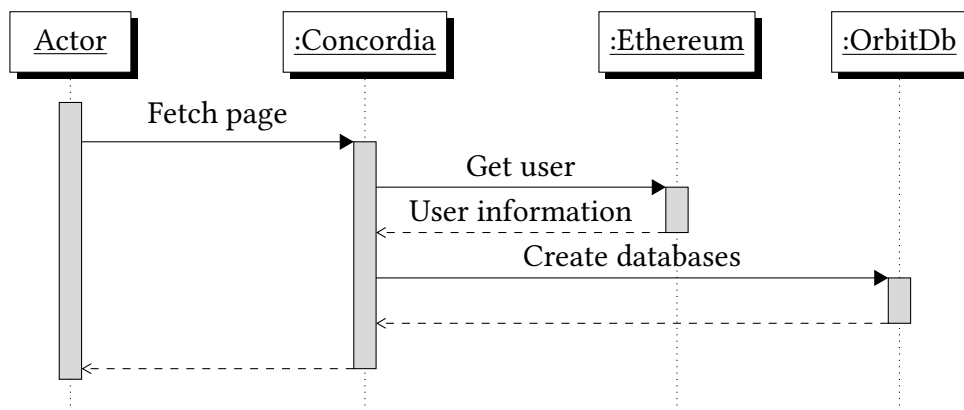 Actor
:Concordia
:Ethereum
:OrbitDb
Fetch page
Get user
User information
Create databases